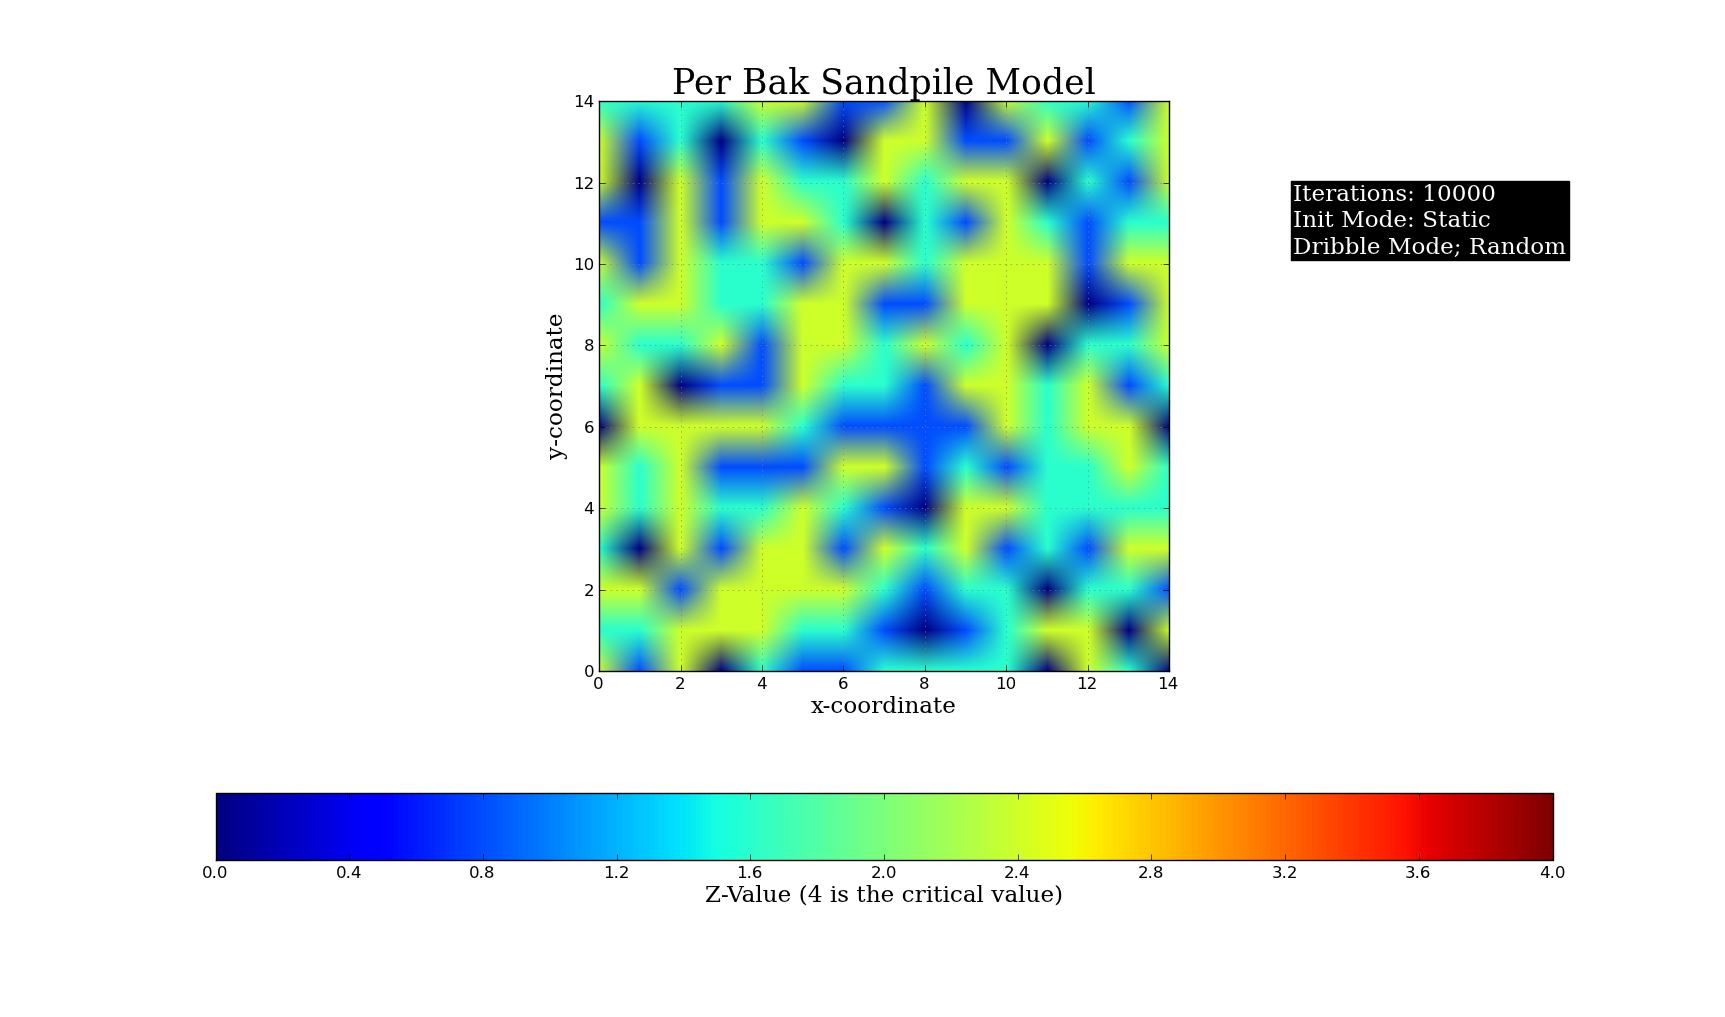 Per Bak Sandpile Model
14
12
10
8
6
4
2
0
y-coordinate
0 2 4 6 8 10 12 14
x-coordinate
Iterations: 10000
Init Mode: Static
Dribble Mode; Random
0.0 0.4 0.8 1.2 1.6 2.0 2.4 2.8 3.2 3.6 4.0
Z-Value (4 is the critical value)